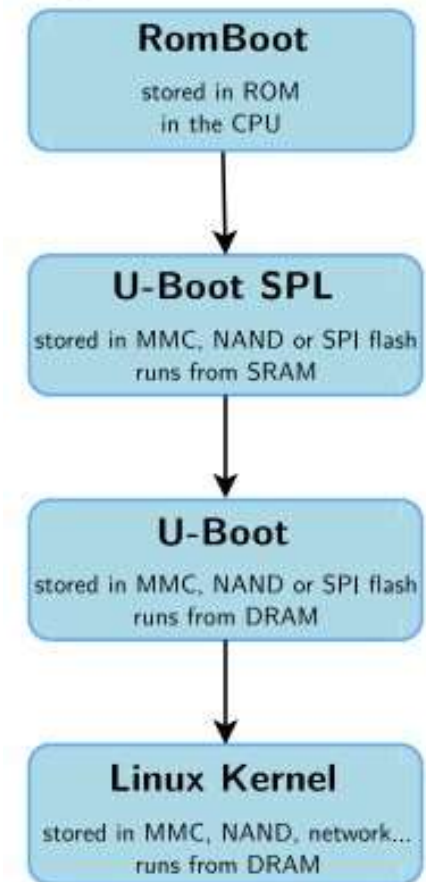 RomBoot
stored in ROM
in the CPU
U-Boot SPL
stored in MMC, NAND or SPI flash
runs from SRAM
U-Boot
stored in MMC, NAND or SPI flash
runs from DRAM
Linux Kernel
stored in MMC, NAND, network...
runs from DRAM